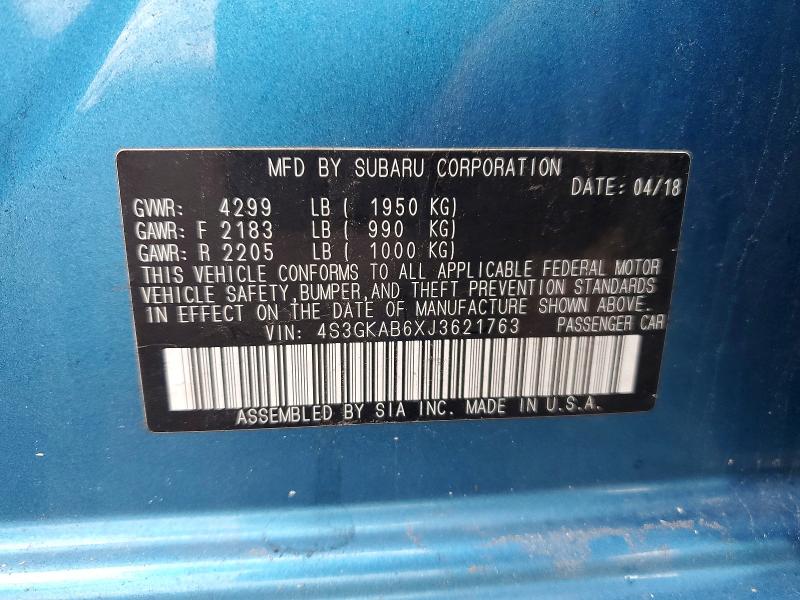 MFD BY SUBARU CORPORATION
DATE: 04/18
GVWR: 4299 LB ( 1950 KG)
GAWR: F 2183 LB ( 990 KG)
GAWR: R 2205 LB ( 1000 KG)
THIS VEHICLE CONFORMS TO ALL APPLICABLE FEDERAL MOTOR
VEHICLE SAFETY, BUMPER, AND THEFT PREVENTION STANDARDS
IN EFFECT ON THE DATE OF MANUFACTURE SHOWN ABOVE.
VIN: 4S3GKAB6XJ3621763 PASSENGER CAR
ASSEMBLED BY SIA INC. MADE IN U.S.A.